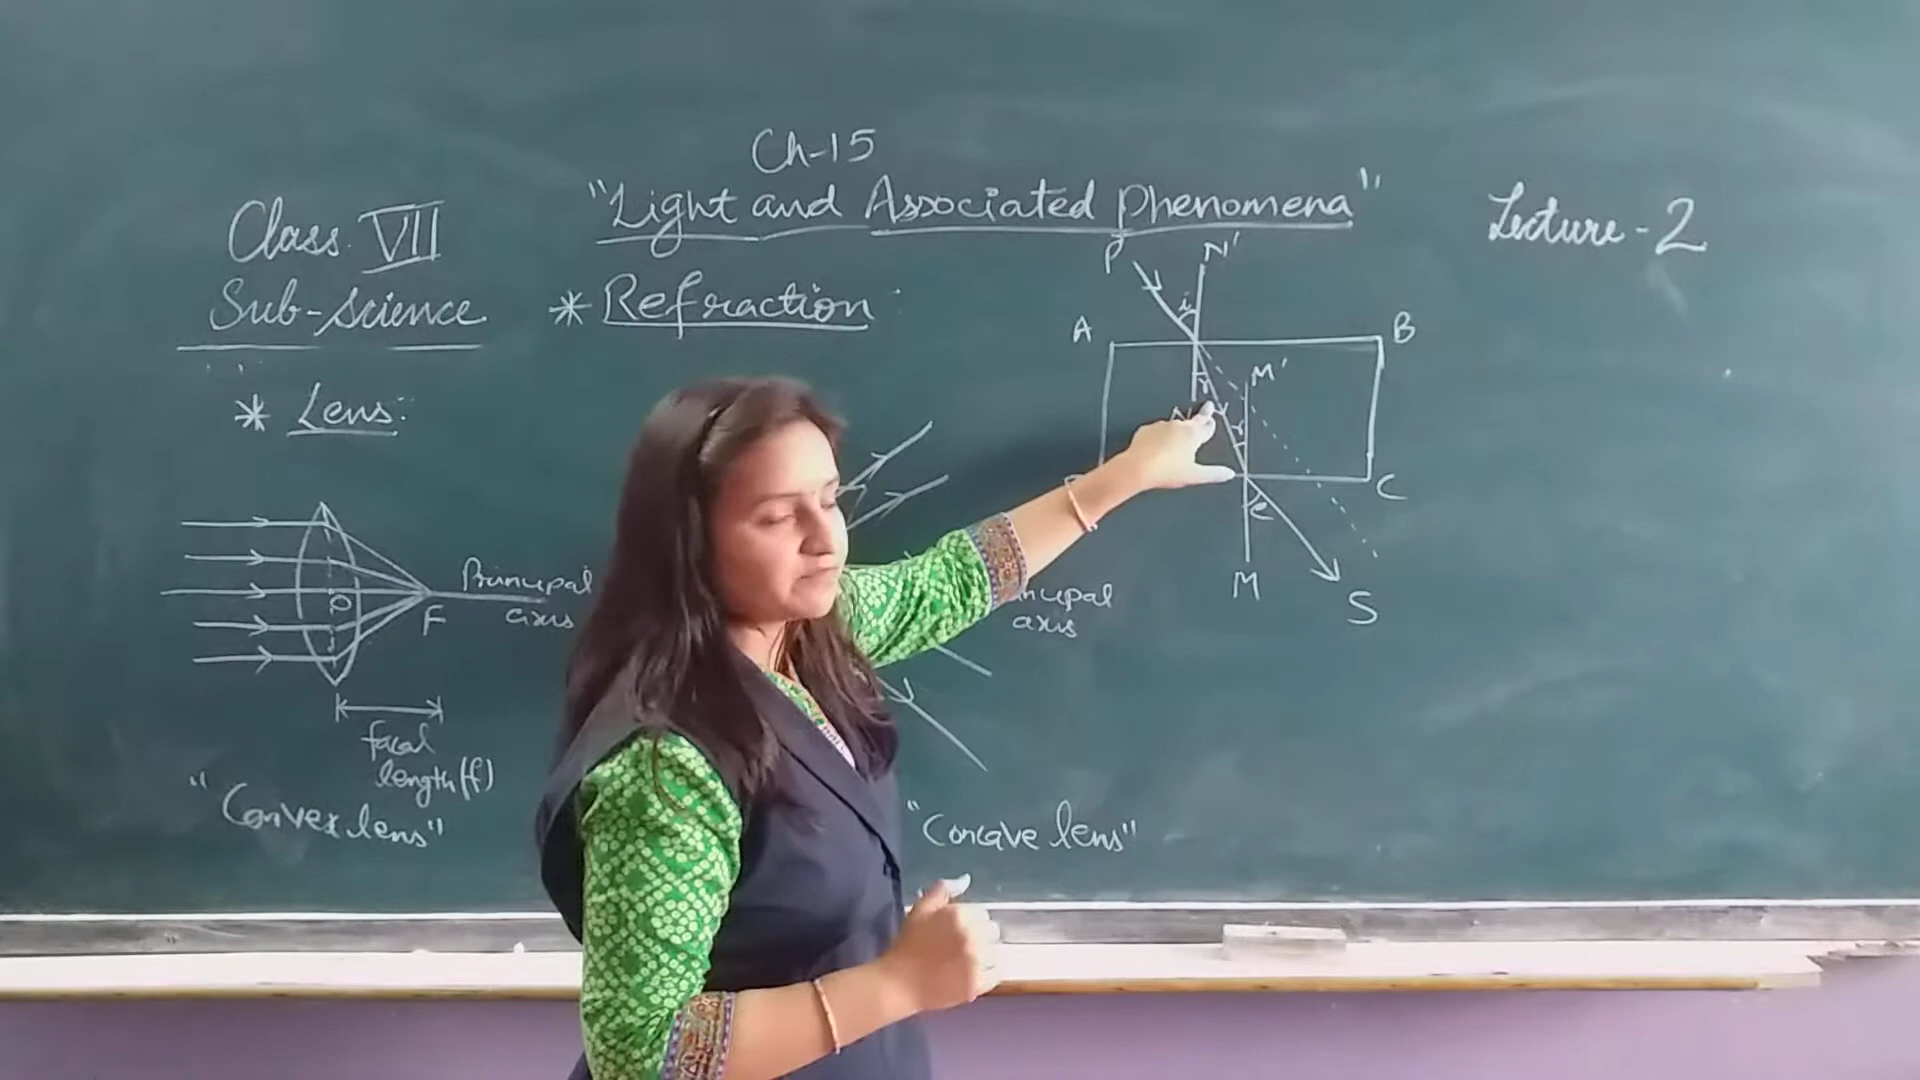 Ch-15
"Light and Associated Phenomena"
Lecture-2
Class VII
Sub-science
* Refraction:
* Lens:
P
N'
i
A
B
r
M'
N
r
C
e
M
S
O
F
Principal
axis
focal
length (f)
"Convex lens"
axis
"Concave lens"